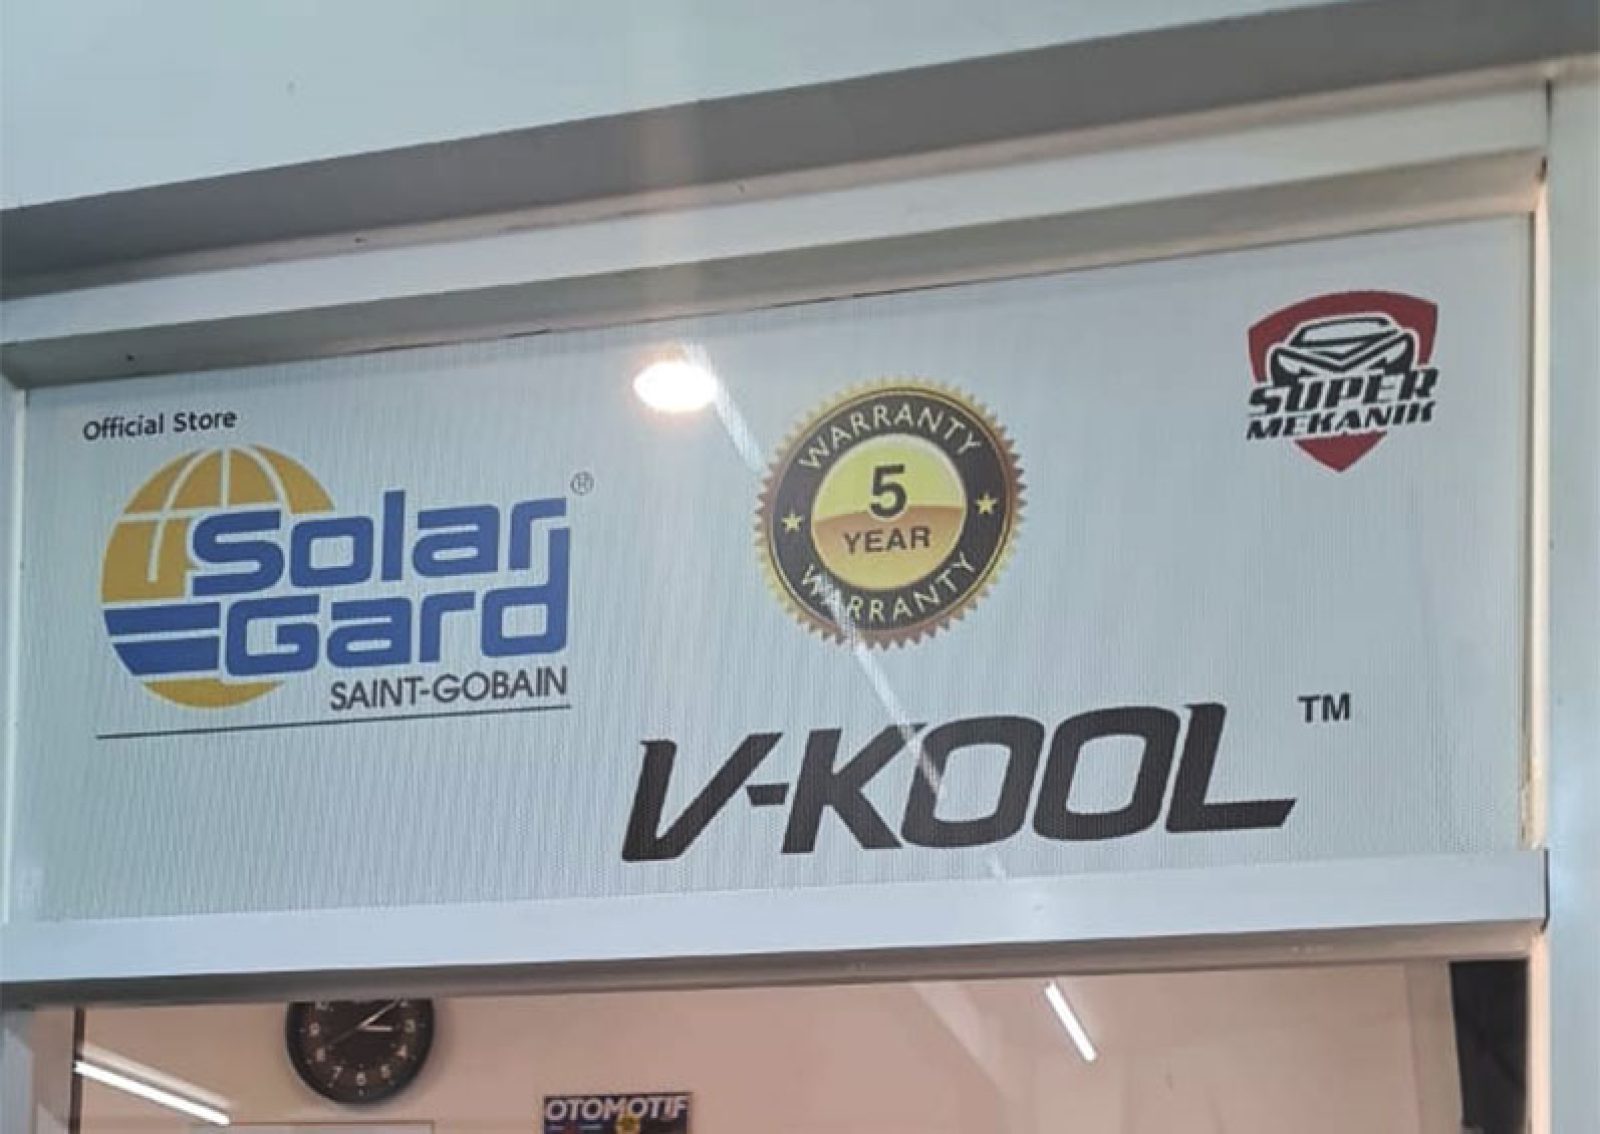 Official Store
Solar
Gard
®
SAINT-GOBAIN
WARRANTY
5
YEAR
WARRANTY
SUPER
MEKANIK
V-KOOL
TM
OTOMOTIF